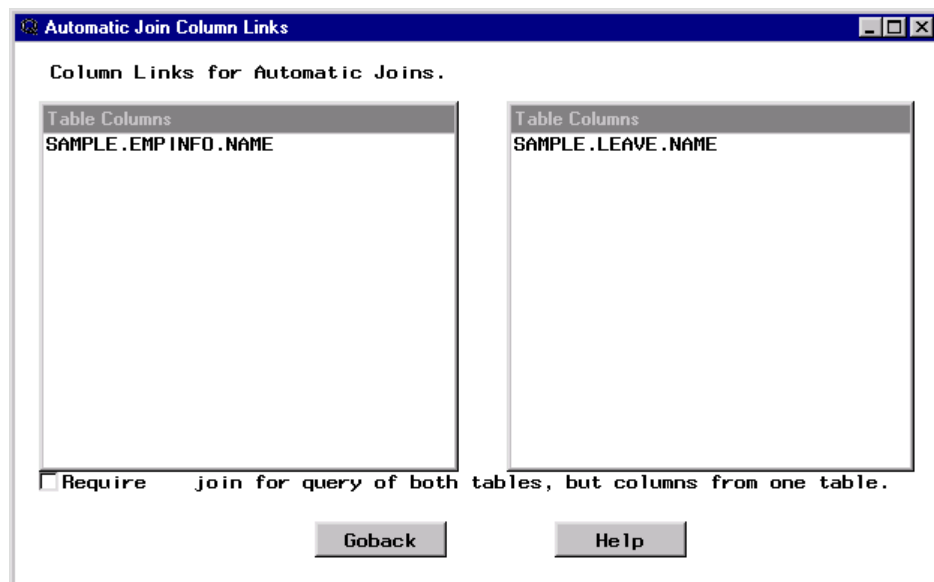 Automatic Join Column Links
Column Links for Automatic Joins.
Table Columns
SAMPLE.EMPINFO.NAME
Table Columns
SAMPLE.LEAVE.NAME
Require join for query of both tables, but columns from one table.
Goback
Help